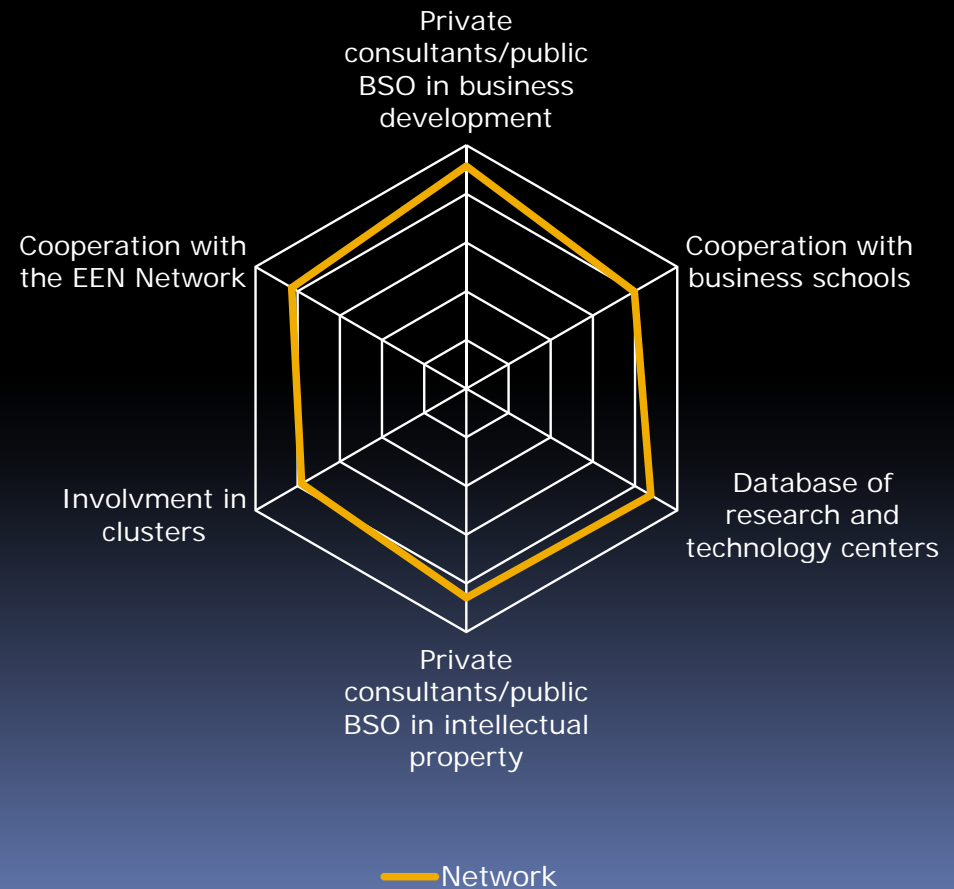 Private
consultants/public
BSO in business
development
Cooperation with
the EEN Network
Cooperation with
business schools
Involvment in
clusters
Database of
research and
technology centers
Private
consultants/public
BSO in intellectual
property
Network